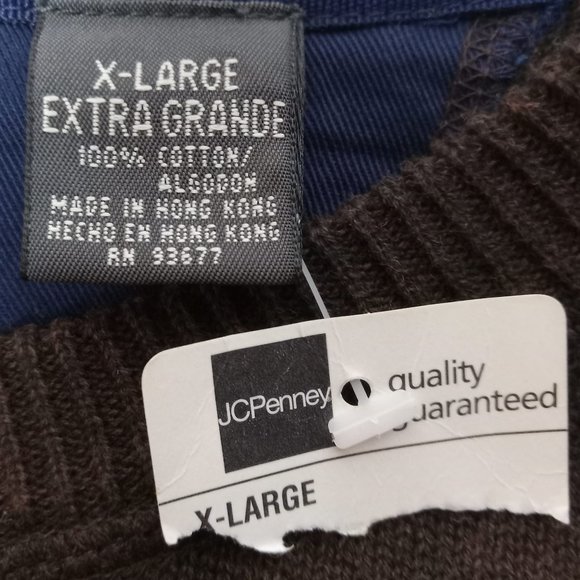 X-LARGE
EXTRA GRANDE
100% COTTON/
ALGODON
MADE IN HONG KONG
HECHO EN HONG KONG
RN 93677
JCPenney
quality
guaranteed
X-LARGE